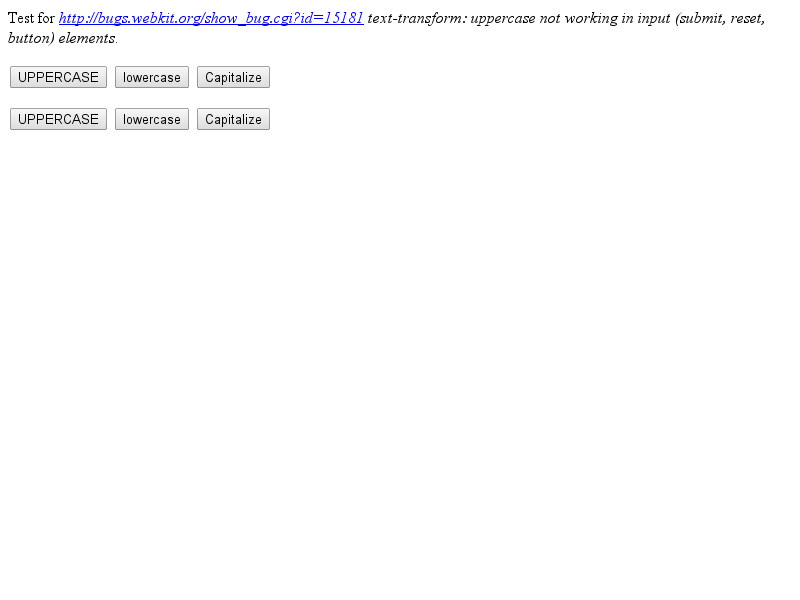 Test for http://bugs.webkit.org/show_bug.cgi?id=15181 text-transform: uppercase not working in input (submit, reset,
button) elements.
UPPERCASE lowercase Capitalize
UPPERCASE lowercase Capitalize